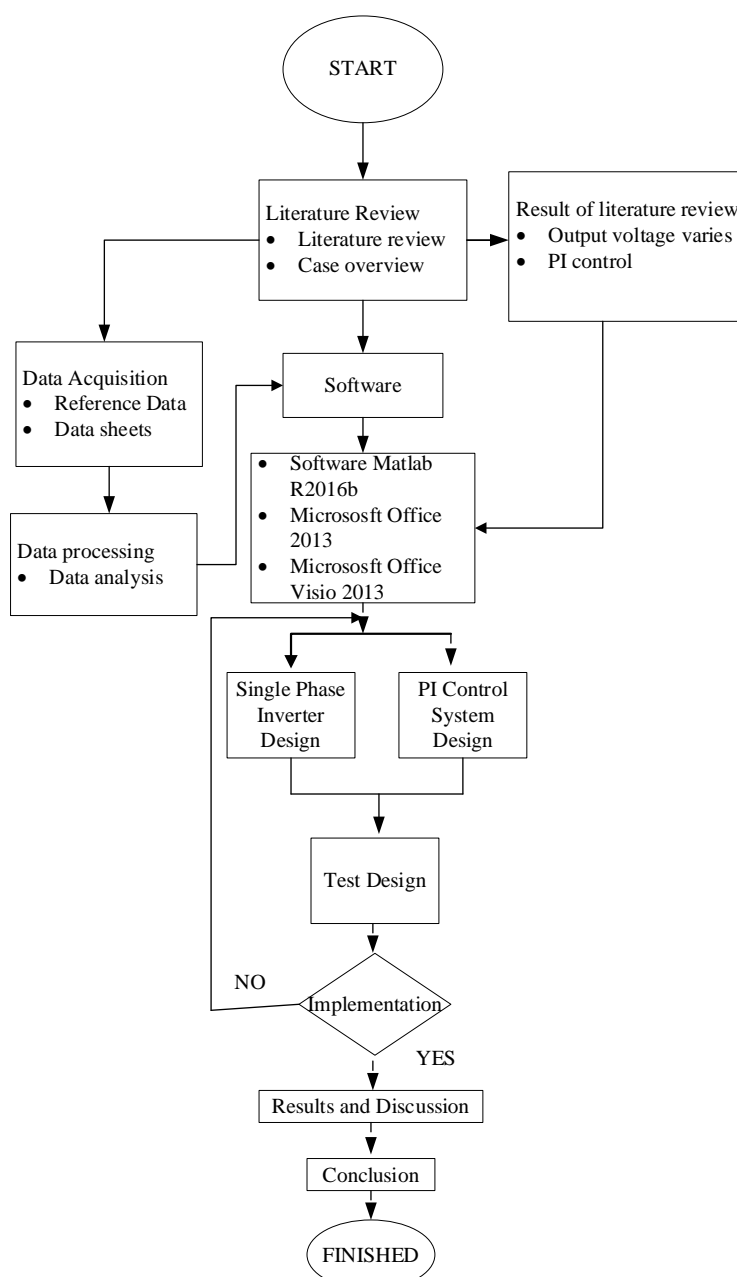 START
Literature Review
• Literature review
• Case overview
Result of literature review
• Output voltage varies
• PI control
Data Acquisition
• Reference Data
• Data sheets
Software
• Software Matlab
R2016b
• Micrososft Office
2013
• Micrososft Office
Visio 2013
Data processing
• Data analysis
Single Phase
Inverter
Design
PI Control
System
Design
Test Design
NO
Implementation
YES
Results and Discussion
Conclusion
FINISHED